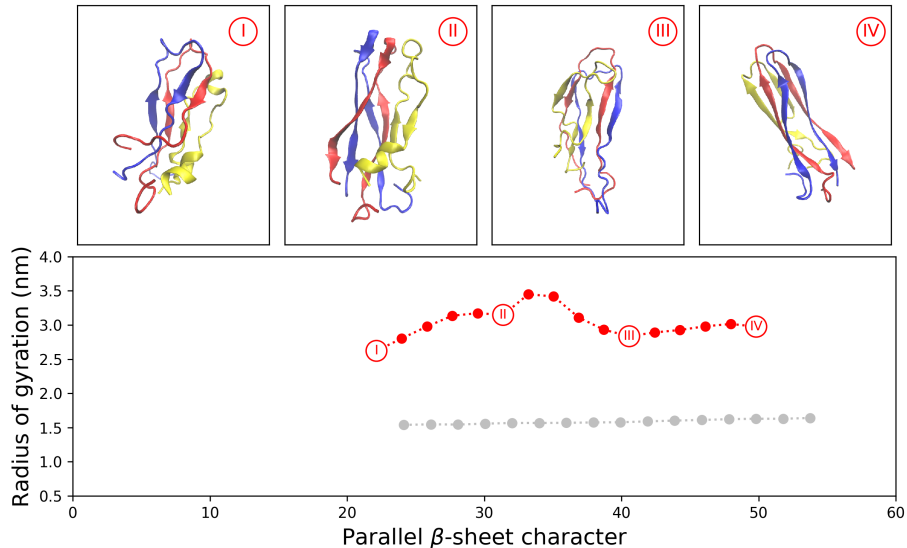 I
II
III
IV
4.0
3.5
3.0
2.5
2.0
1.5
1.0
0.5
Radius of gyration (nm)
I
II
III
IV
0
10
20
30
40
50
60
Parallel β-sheet character